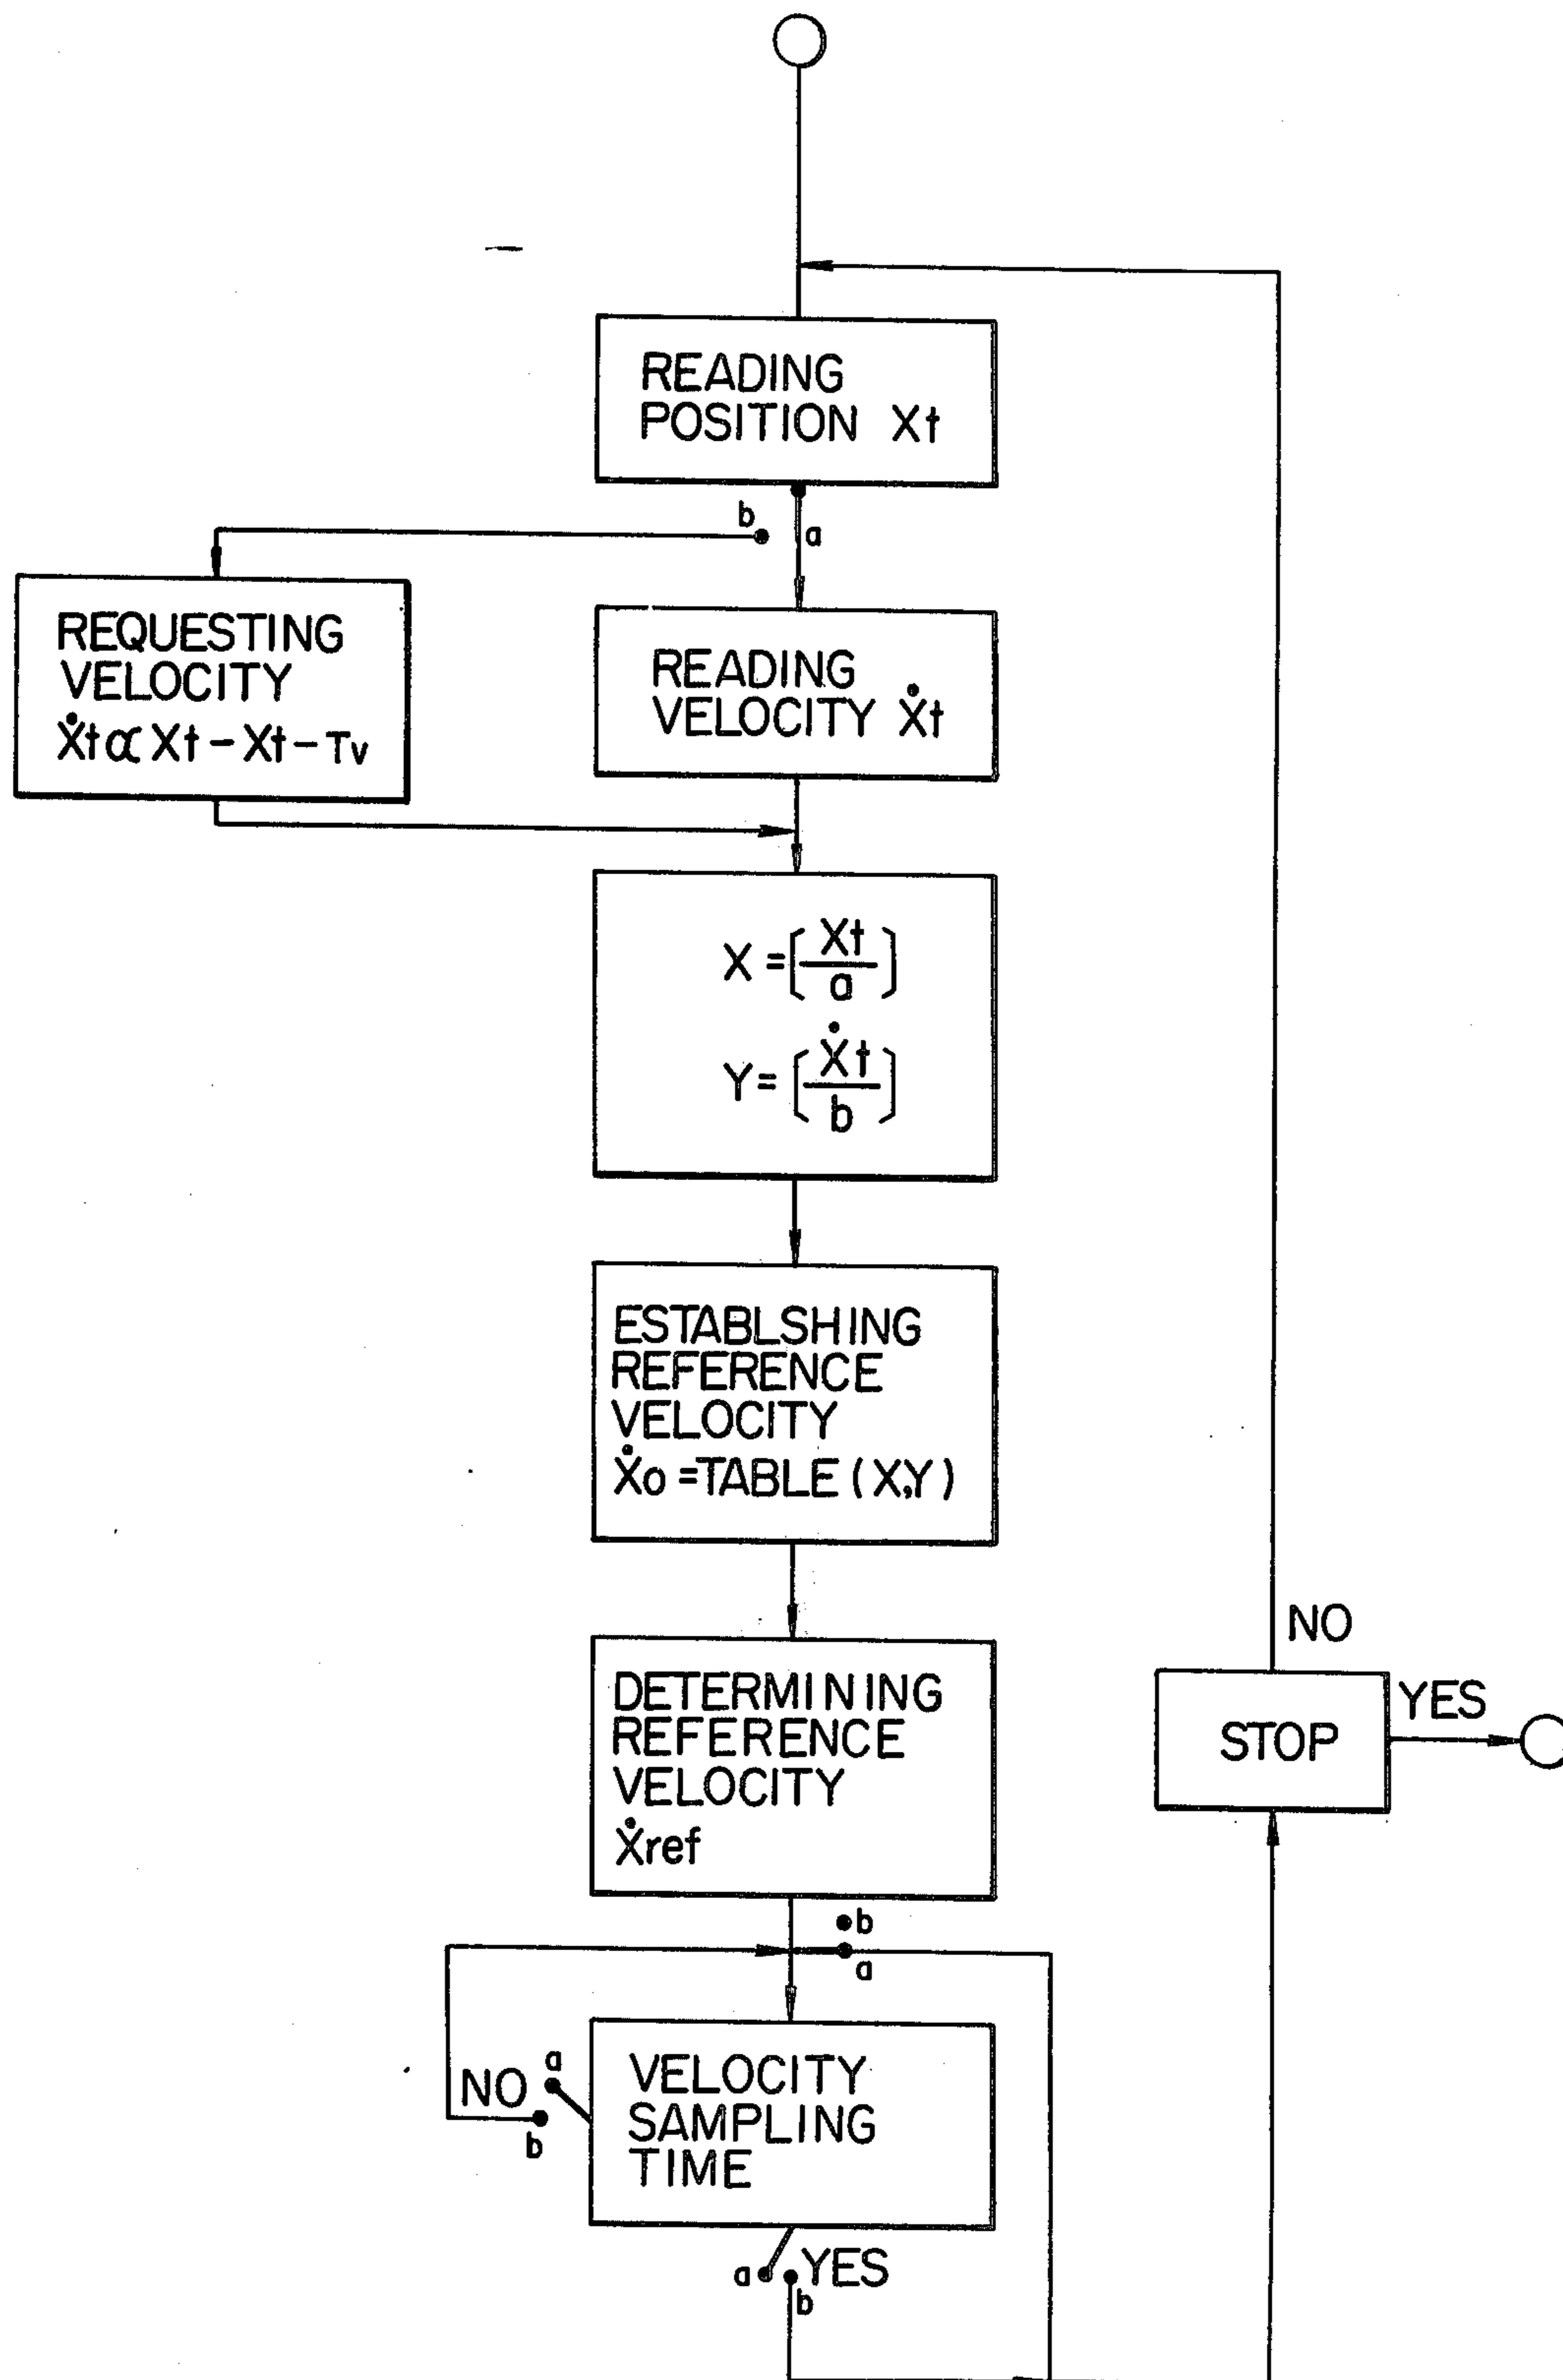 READING
POSITION Xt
b
a
REQUESTING
VELOCITY
Ẋt ∝ Xt - Xt - Tv
READING
VELOCITY Ẋt
X = [Xt/a]
Y = [Ẋt/b]
ESTABLSHING
REFERENCE
VELOCITY
Ẋo = TABLE (X,Y)
DETERMINING
REFERENCE
VELOCITY
Ẋref
NO
STOP
YES
b
a
NO
a
b
VELOCITY
SAMPLING
TIME
a
YES
b